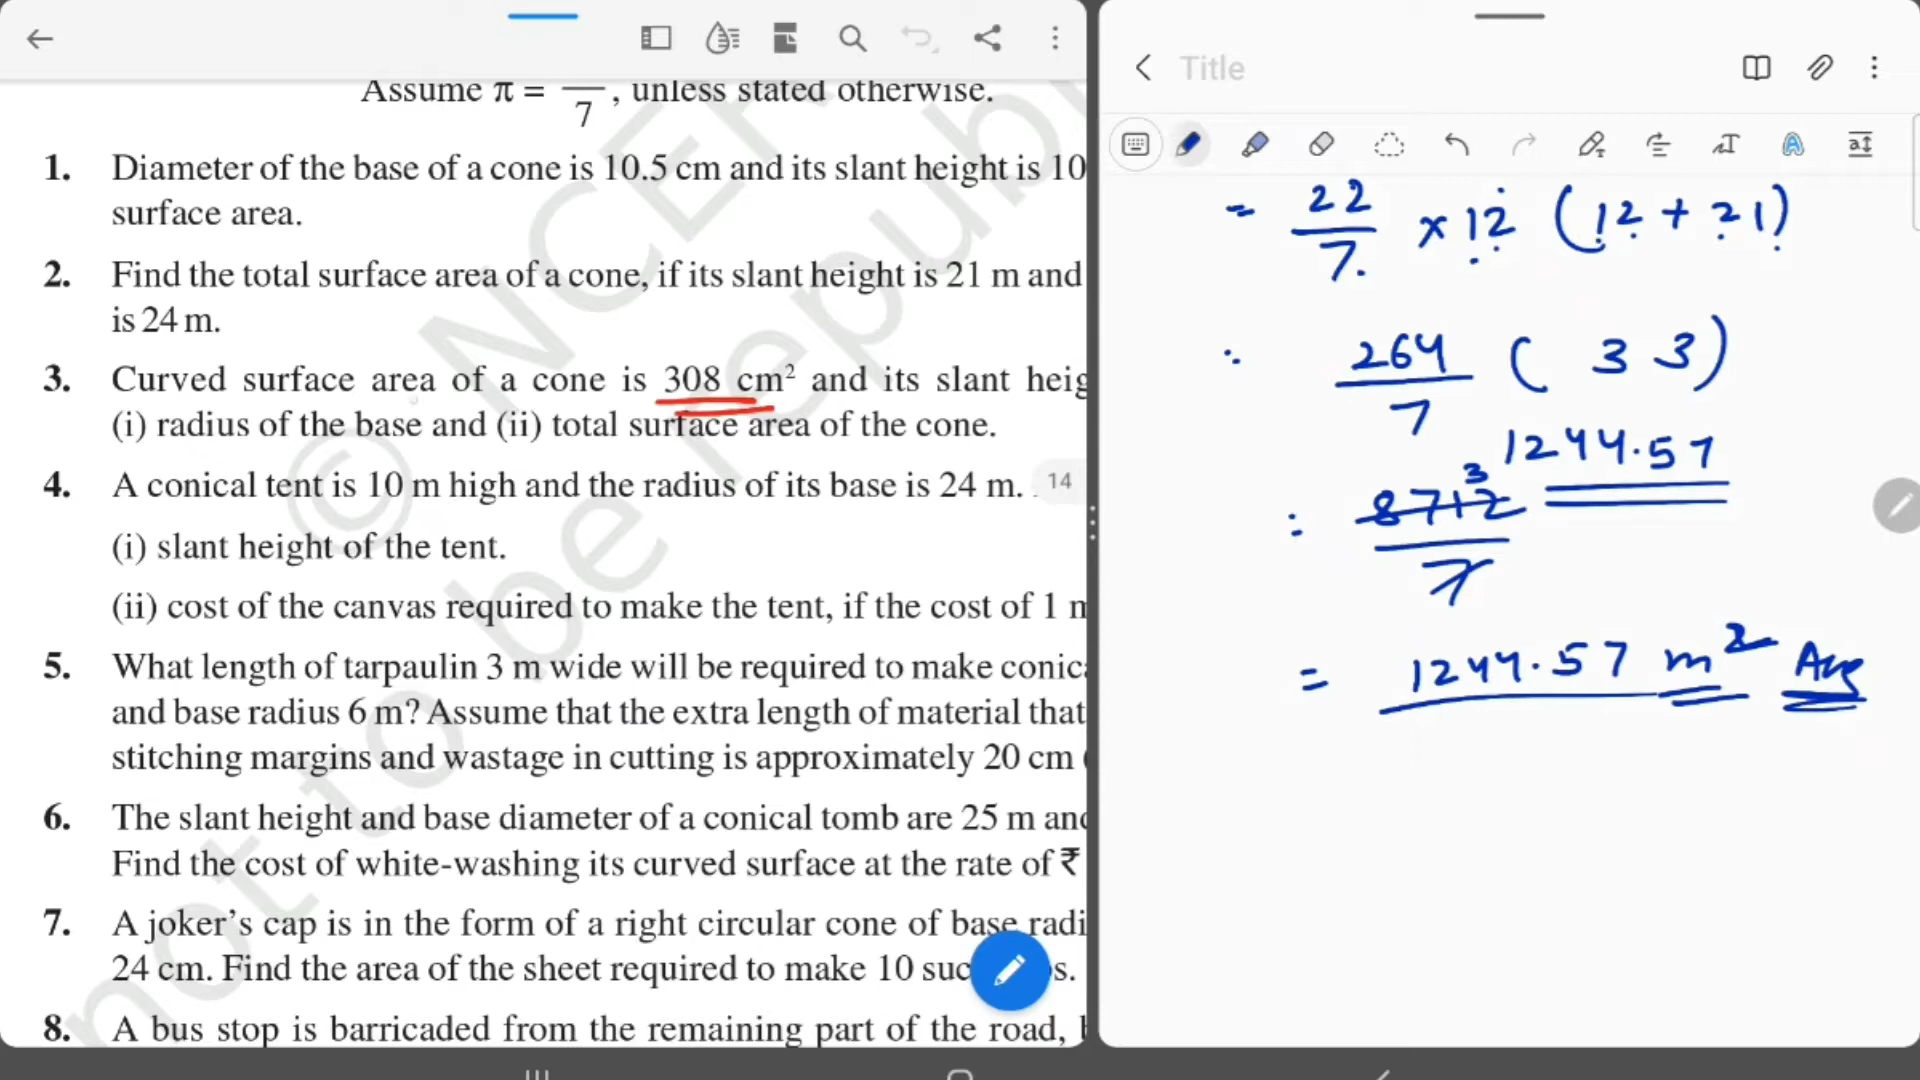 Assume π = 7, unless stated otherwise.
1. Diameter of the base of a cone is 10.5 cm and its slant height is 10
surface area.
2. Find the total surface area of a cone, if its slant height is 21 m and
is 24 m.
3. Curved surface area of a cone is 308 cm² and its slant heig
(i) radius of the base and (ii) total surface area of the cone.
4. A conical tent is 10 m high and the radius of its base is 24 m.
14
(i) slant height of the tent.
(ii) cost of the canvas required to make the tent, if the cost of 1 m
5. What length of tarpaulin 3 m wide will be required to make conic
and base radius 6 m? Assume that the extra length of material that
stitching margins and wastage in cutting is approximately 20 cm
6. The slant height and base diameter of a conical tomb are 25 m and
Find the cost of white-washing its curved surface at the rate of ₹
7. A joker's cap is in the form of a right circular cone of base radi
24 cm. Find the area of the sheet required to make 10 suc s.
8. A bus stop is barricaded from the remaining part of the road,
© NCE
not to be republ
Title
= 22/7 × 12 (12 + 21)
: 264/7 (33)
1244.57
3
: 8712/7
= 1244.57 m² Ans